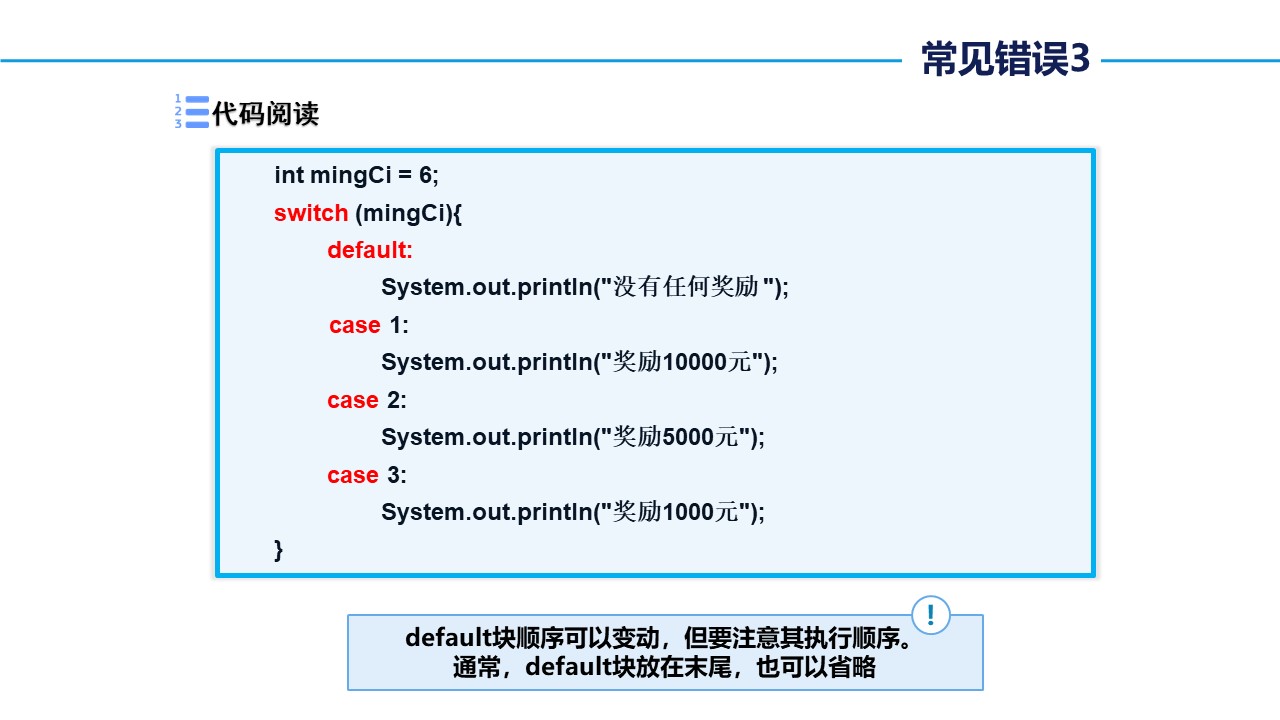 常见错误3
1
2
3
代码阅读
int mingCi = 6;
switch (mingCi){
default:
System.out.println("没有任何奖励 ");
case 1:
System.out.println("奖励10000元");
case 2:
System.out.println("奖励5000元");
case 3:
System.out.println("奖励1000元");
}
!
default块顺序可以变动，但要注意其执行顺序。
通常，default块放在末尾，也可以省略